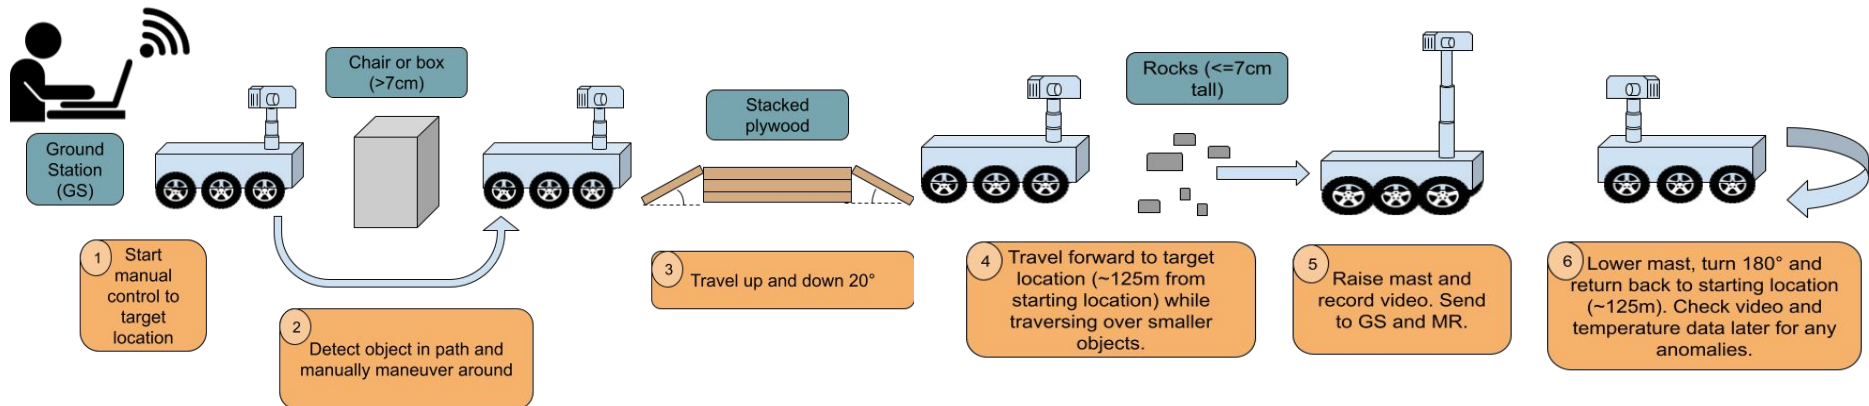 Ground
Station
(GS)
1
Start
manual
control to
target
location
Chair or box
(>7cm)
2
Detect object in path and
manually maneuver around
Stacked
plywood
3
Travel up and down 20°
4
Travel forward to target
location (~125m from
starting location) while
traversing over smaller
objects.
Rocks (<=7cm
tall)
5
Raise mast and
record video. Send
to GS and MR.
6
Lower mast, turn 180° and
return back to starting location
(~125m). Check video and
temperature data later for any
anomalies.